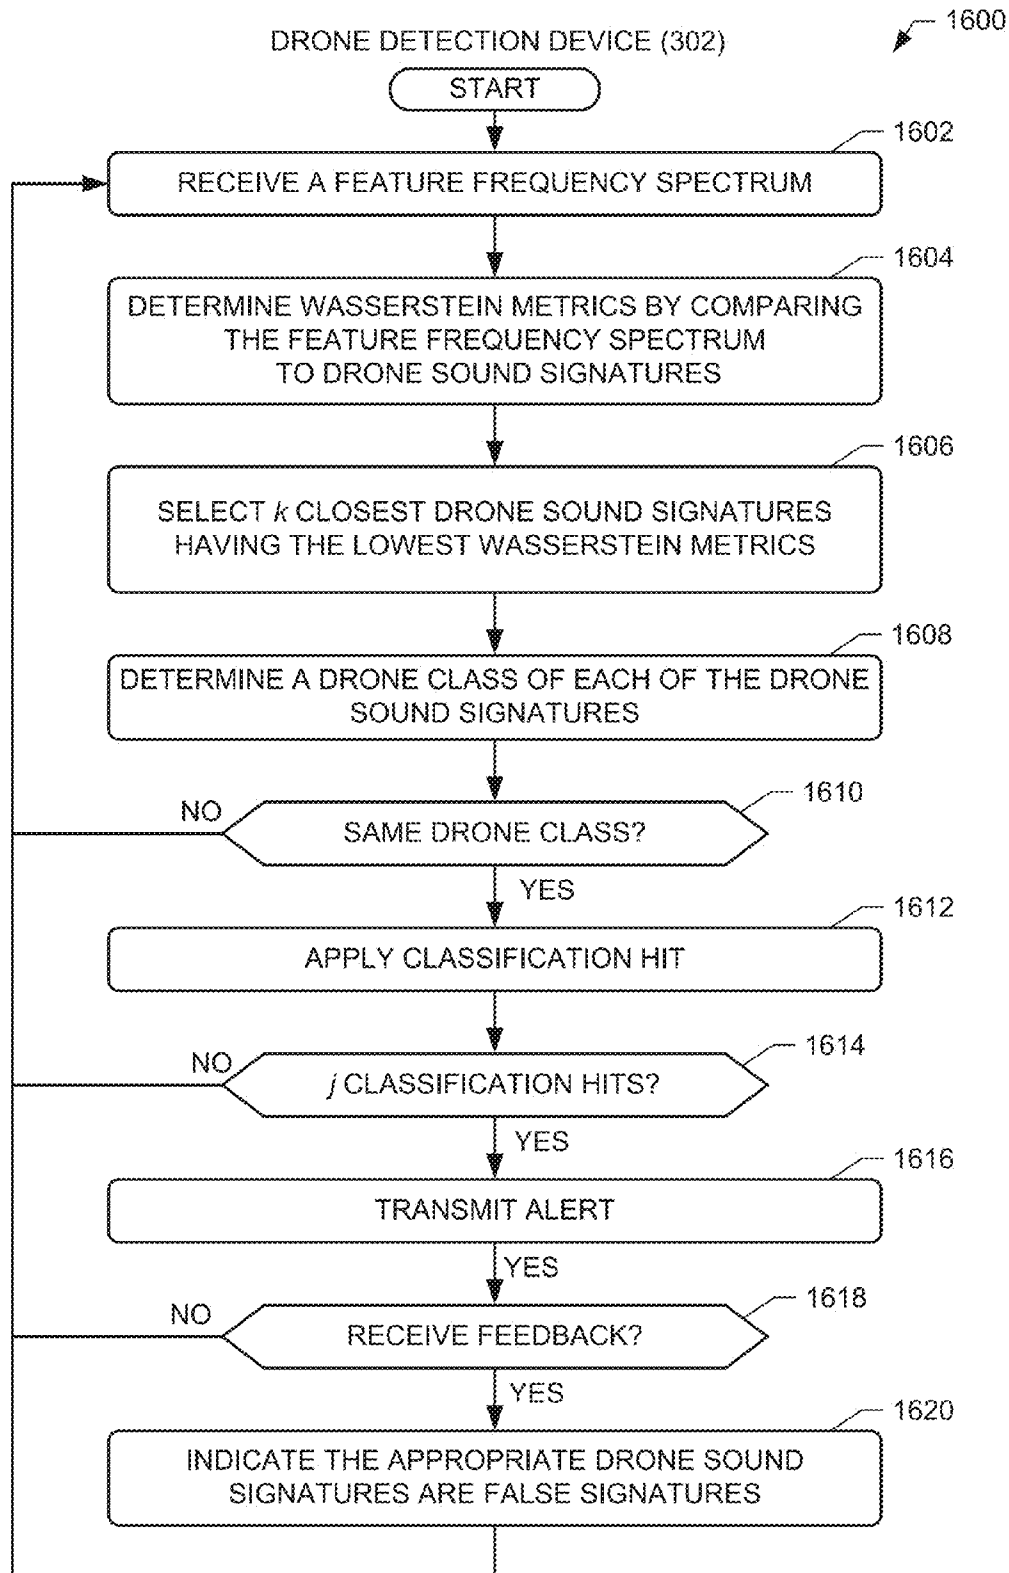 1600
DRONE DETECTION DEVICE (302)
START
1602
RECEIVE A FEATURE FREQUENCY SPECTRUM
1604
DETERMINE WASSERSTEIN METRICS BY COMPARING
THE FEATURE FREQUENCY SPECTRUM
TO DRONE SOUND SIGNATURES
1606
SELECT k CLOSEST DRONE SOUND SIGNATURES
HAVING THE LOWEST WASSERSTEIN METRICS
1608
DETERMINE A DRONE CLASS OF EACH OF THE DRONE
SOUND SIGNATURES
1610
NO
SAME DRONE CLASS?
YES
1612
APPLY CLASSIFICATION HIT
1614
NO
j CLASSIFICATION HITS?
YES
1616
TRANSMIT ALERT
YES
1618
NO
RECEIVE FEEDBACK?
YES
1620
INDICATE THE APPROPRIATE DRONE SOUND
SIGNATURES ARE FALSE SIGNATURES